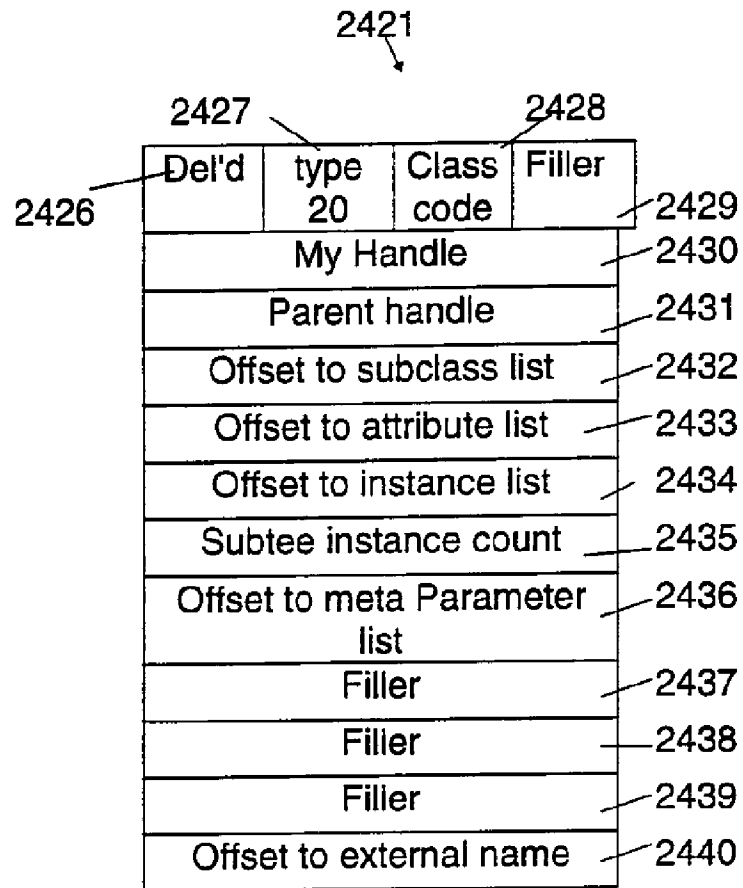 2421
2427 2428
Del'd type 20 Class code Filler
2426 2429
My Handle 2430
Parent handle 2431
Offset to subclass list 2432
Offset to attribute list 2433
Offset to instance list 2434
Subtee instance count 2435
Offset to meta Parameter list 2436
Filler 2437
Filler 2438
Filler 2439
Offset to external name 2440